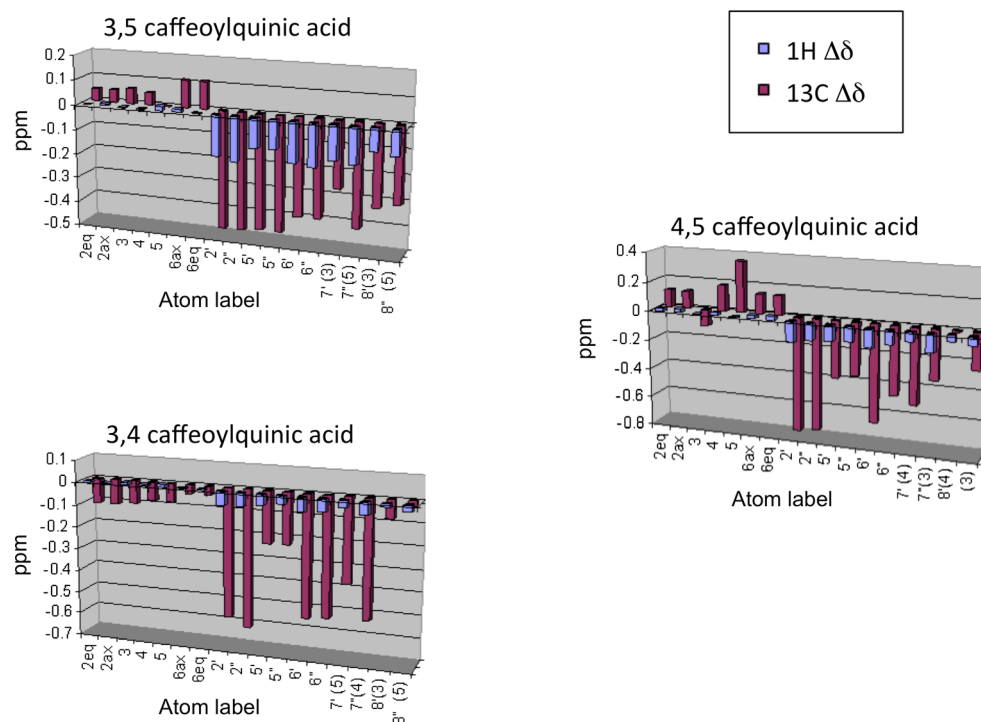 3,5 caffeoylquinic acid
0.2
0.1
0
-0.1
-0.2
-0.3
-0.4
-0.5
ppm
2eq
2ax
3
4
5
6ax
6eq
2'
2"
5'
5"
6'
6"
7' (3)
7"(5)
8'(3)
8" (5)
Atom label
1H Δδ
13C Δδ
4,5 caffeoylquinic acid
0.4
0.2
0
-0.2
-0.4
-0.6
-0.8
ppm
2eq
2ax
3
4
5
6ax
6eq
2'
2"
5'
5"
6'
6"
7' (4)
7"(3)
8'(4)
(3)
Atom label
3,4 caffeoylquinic acid
0.1
0
-0.1
-0.2
-0.3
-0.4
-0.5
-0.6
-0.7
ppm
2eq
2ax
3
4
5
6ax
6eq
2'
2"
5'
5"
6'
6"
7' (5)
7"(4)
8'(3)
8" (5)
Atom label